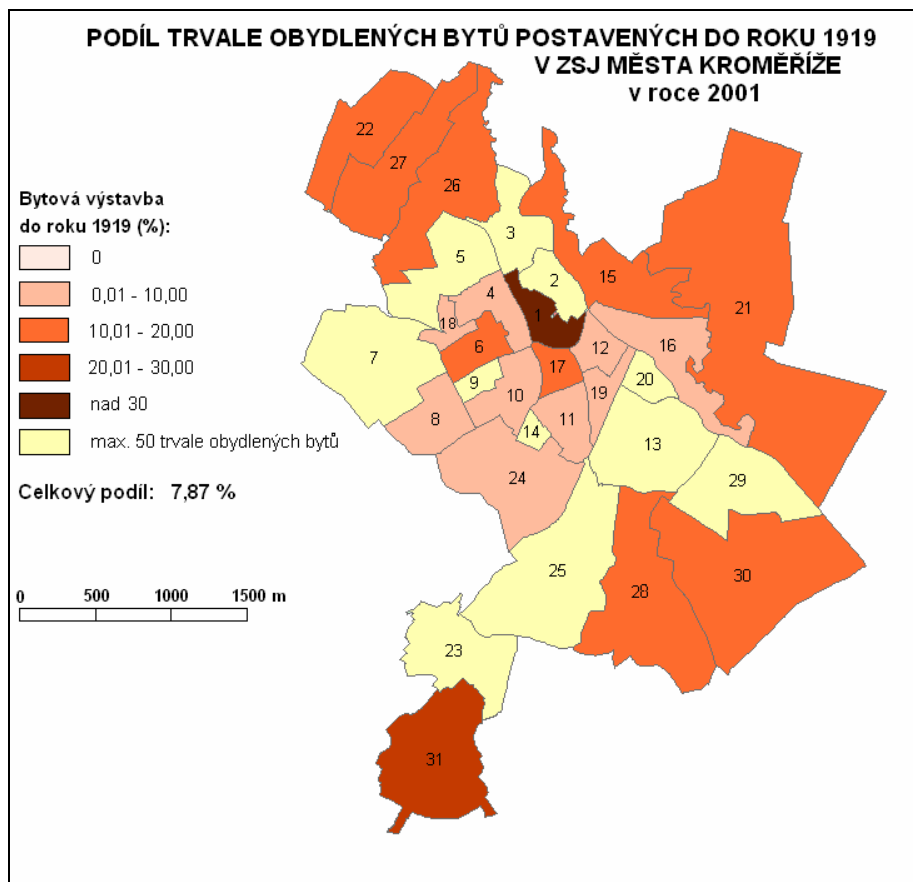 PODÍL TRVALE OBYDLENÝCH BYTŮ POSTAVENÝCH DO ROKU 1919
V ZSJ MĚSTA KROMĚŘÍŽE
v roce 2001
22
27
26
3
5
2
15
21
4
1
18
16
7
6
12
17
9
20
10
19
8
11
14
13
24
29
25
28
30
23
31
Bytová výstavba
do roku 1919 (%):
0
0,01 - 10,00
10,01 - 20,00
20,01 - 30,00
nad 30
max. 50 trvale obydlených bytů
Celkový podíl: 7,87 %
0 500 1000 1500 m